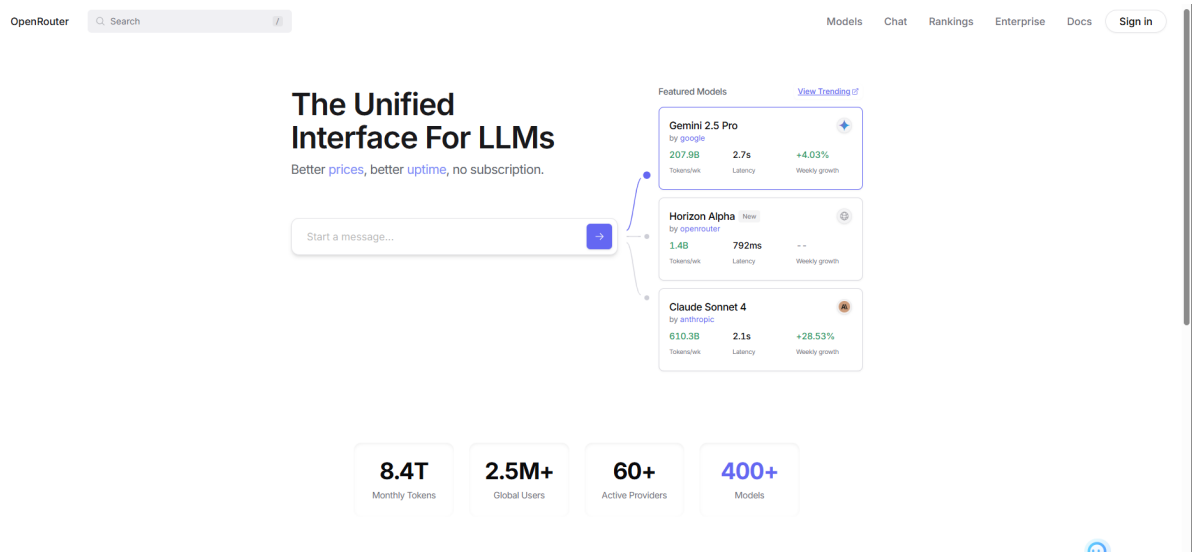 OpenRouter
Search
/
Models
Chat
Rankings
Enterprise
Docs
Sign in
The Unified
Interface For LLMs
Better prices, better uptime, no subscription.
Start a message...
Featured Models
View Trending
Gemini 2.5 Pro
by google
207.9B 2.7s +4.03%
Tokens/wk Latency Weekly growth
Horizon Alpha New
by openrouter
1.4B 792ms --
Tokens/wk Latency Weekly growth
Claude Sonnet 4
by anthropic
610.3B 2.1s +28.53%
Tokens/wk Latency Weekly growth
8.4T
Monthly Tokens
2.5M+
Global Users
60+
Active Providers
400+
Models